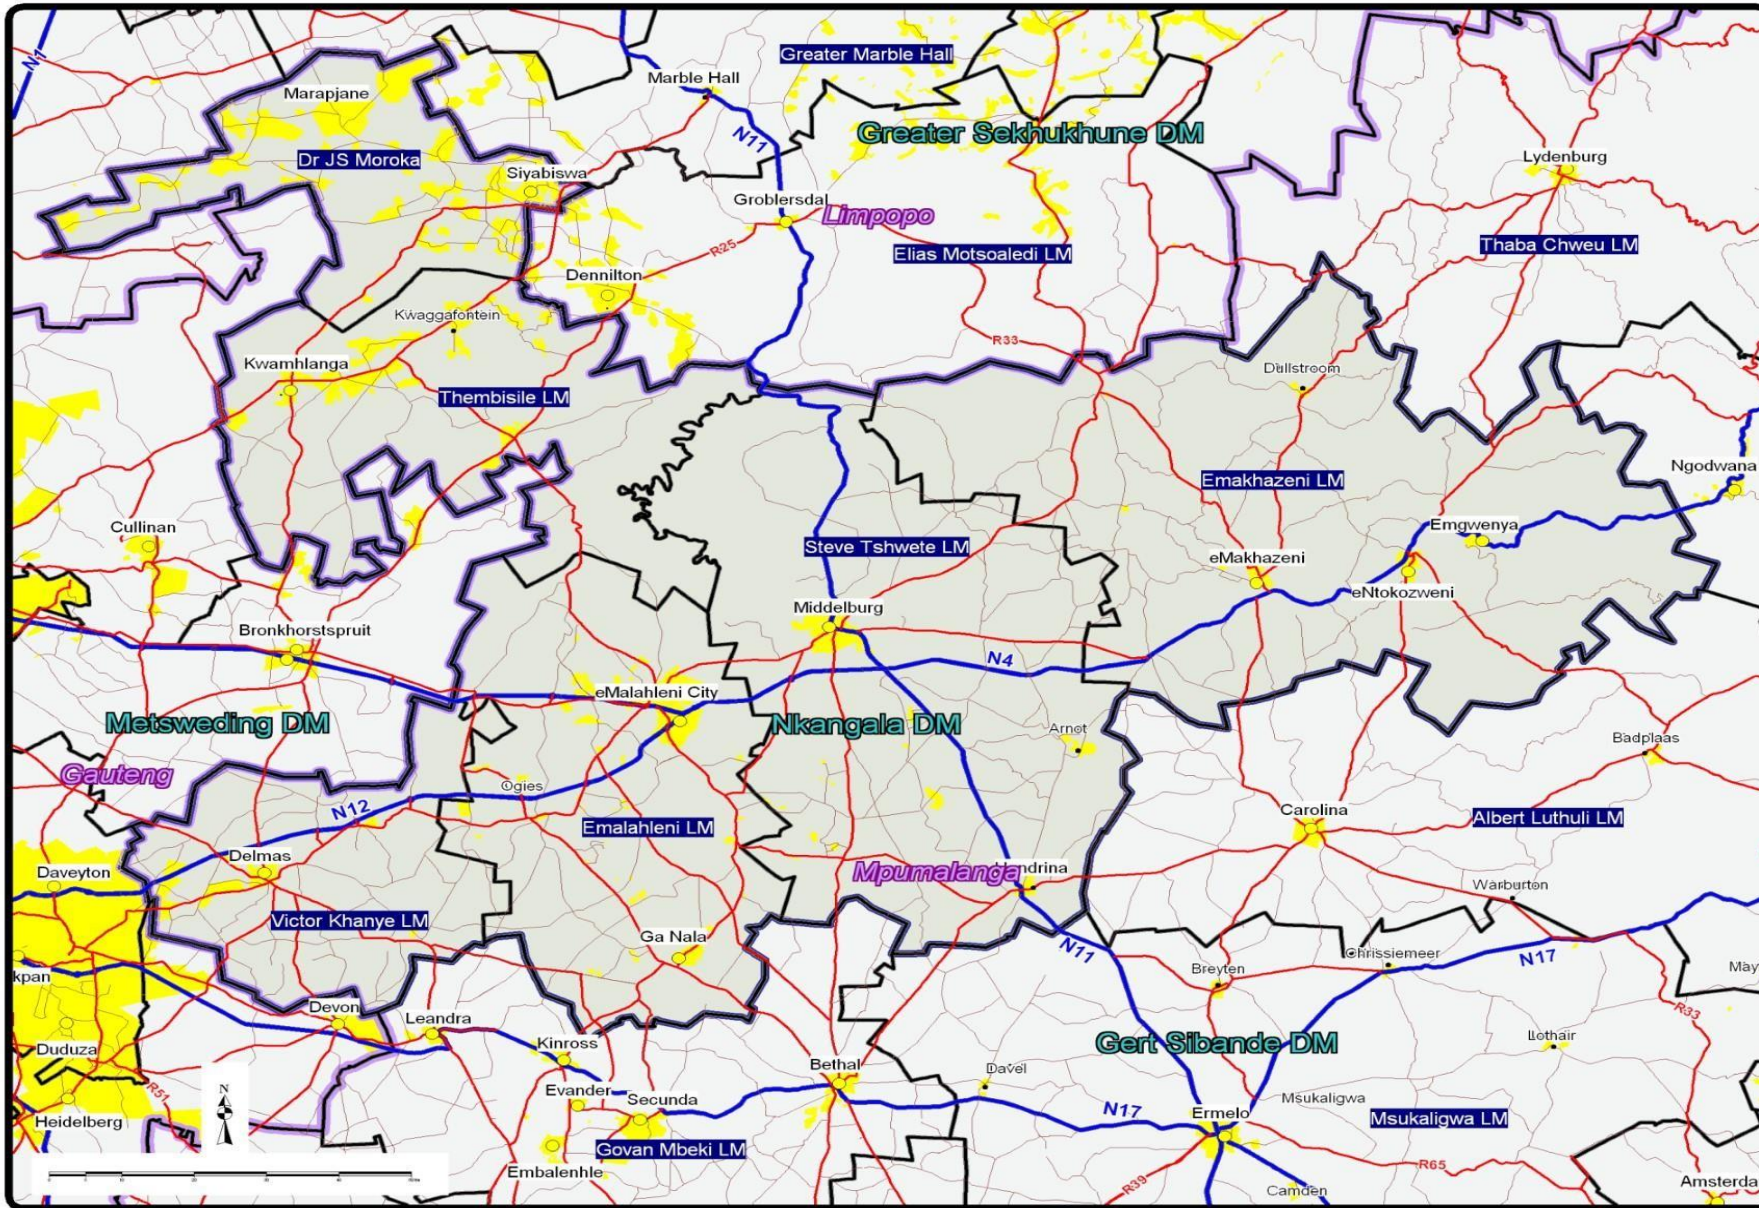 N1
Greater Marble Hall
Marble Hall
Marapjane
N11
Greater Sekhukhune DM
Dr JS Moroka
Siyabiswa
Lydenburg
Groblersdal
Limpopo
R25
Elias Motsoaledi LM
Thaba Chweu LM
Dennilton
Kwaggafontein
R33
Kwamhlanga
Dullstroom
Thembisile LM
Emakhazeni LM
Ngodwana
Cullinan
Emgwenya
Steve Tshwete LM
eMakhazeni
eNtokozweni
Middelburg
Bronkhorstspruit
N4
eMalahleni City
Metsweding DM
Nkangala DM
Arnot
Badplaas
Gauteng
Ogies
N12
Emalahleni LM
Carolina
Albert Luthuli LM
Delmas
Daveyton
Mpumalanga
ndrina
Warburton
Victor Khanye LM
Ga Nala
N11
Chrissiemeer
N17
kpan
Breyten
May
Devon
Leandra
R33
Duduza
Kinross
Gert Sibande DM
Lothair
Bethal
Davel
R51
Evander
Secunda
N17
Msukaligwa
N
Heidelberg
Ermelo
Msukaligwa LM
Govan Mbeki LM
Embalenhle
R65
R39
Camden
Amsterda